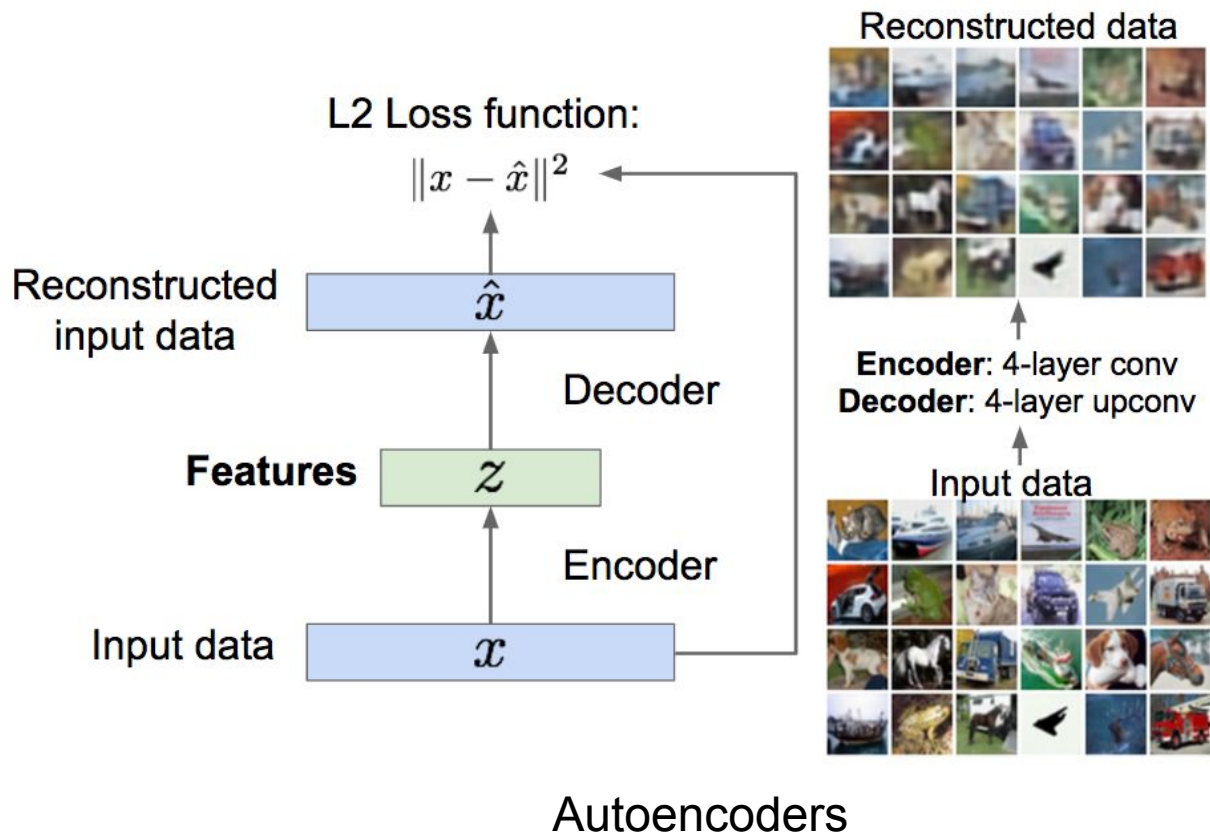 L2 Loss function:
‖x − x̂‖²
Reconstructed
input data
x̂
Decoder
Features
z
Encoder
Input data
x
Reconstructed data
Encoder: 4-layer conv
Decoder: 4-layer upconv
Input data
Autoencoders